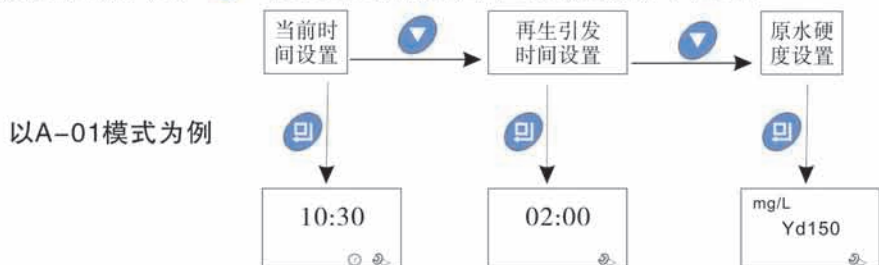 当前时
间设置
再生引发
时间设置
原水硬
度设置
以A-01模式为例
10:30
02:00
mg/L
Yd150